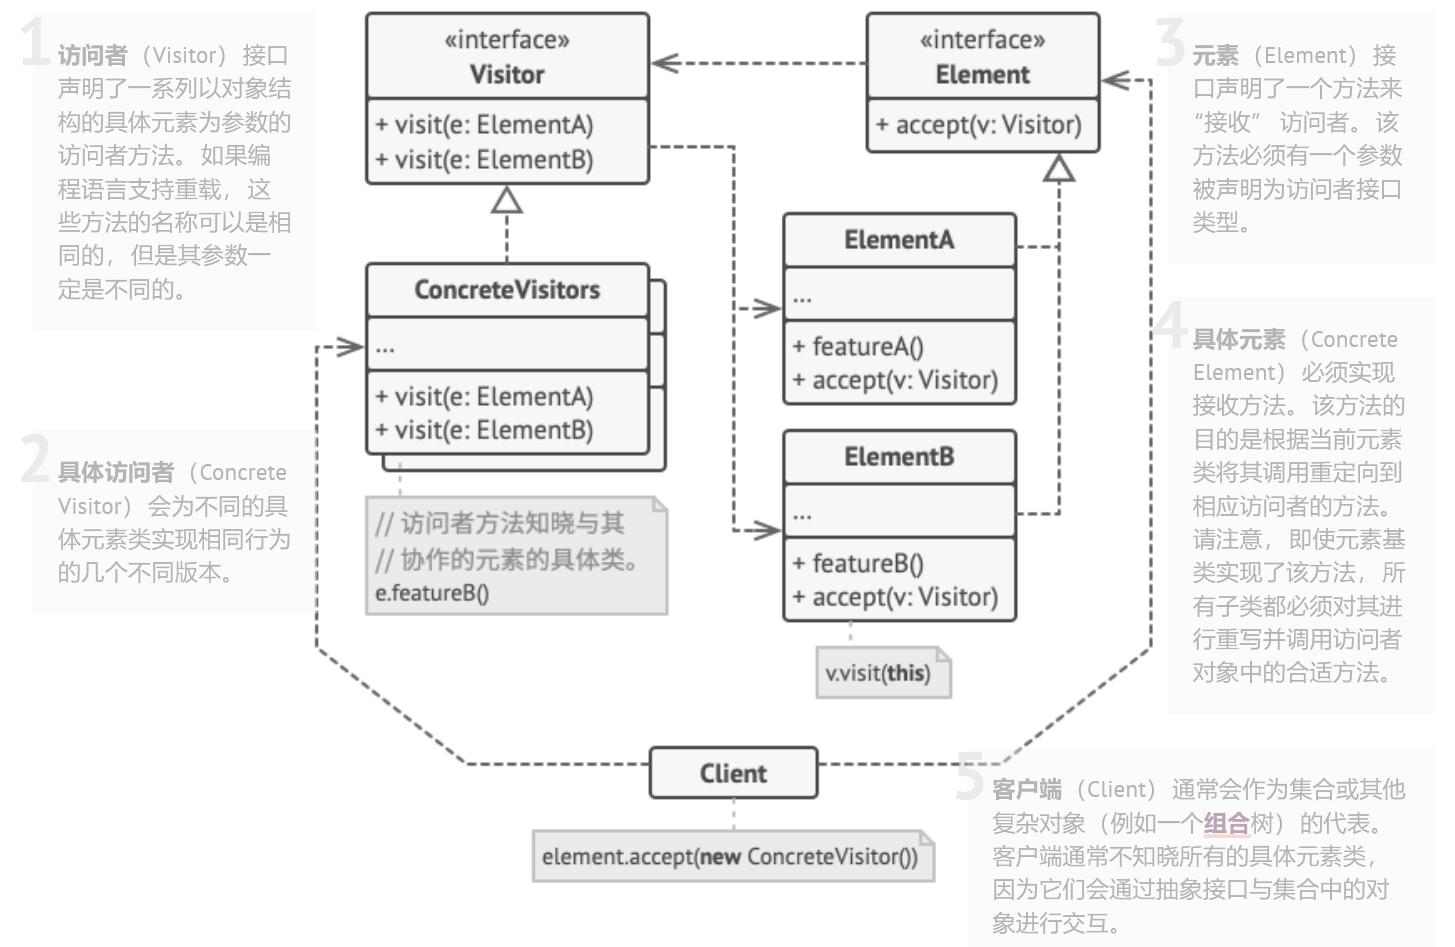 1
访问者（Visitor）接口
声明了一系列以对象结
构的具体元素为参数的
访问者方法。如果编
程语言支持重载，这
些方法的名称可以是相
同的，但是其参数一
定是不同的。
«interface»
Visitor
+ visit(e: ElementA)
+ visit(e: ElementB)
«interface»
Element
+ accept(v: Visitor)
3
元素（Element）接
口声明了一个方法来
“接收”访问者。该
方法必须有一个参数
被声明为访问者接口
类型。
ConcreteVisitors
...
+ visit(e: ElementA)
+ visit(e: ElementB)
ElementA
...
+ featureA()
+ accept(v: Visitor)
4
具体元素（Concrete
Element）必须实现
接收方法。该方法的
目的是根据当前元素
类将其调用重定向到
相应访问者的方法。
请注意，即使元素基
类实现了该方法，所
有子类都必须对其进
行重写并调用访问者
对象中的合适方法。
2
具体访问者（Concrete
Visitor）会为不同的具
体元素类实现相同行为
的几个不同版本。
// 访问者方法知晓与其
// 协作的元素的具体类。
e.featureB()
ElementB
...
+ featureB()
+ accept(v: Visitor)
v.visit(this)
Client
element.accept(new ConcreteVisitor())
5
客户端（Client）通常会作为集合或其他
复杂对象（例如一个组合树）的代表。
客户端通常不知晓所有的具体元素类，
因为它们会通过抽象接口与集合中的对
象进行交互。